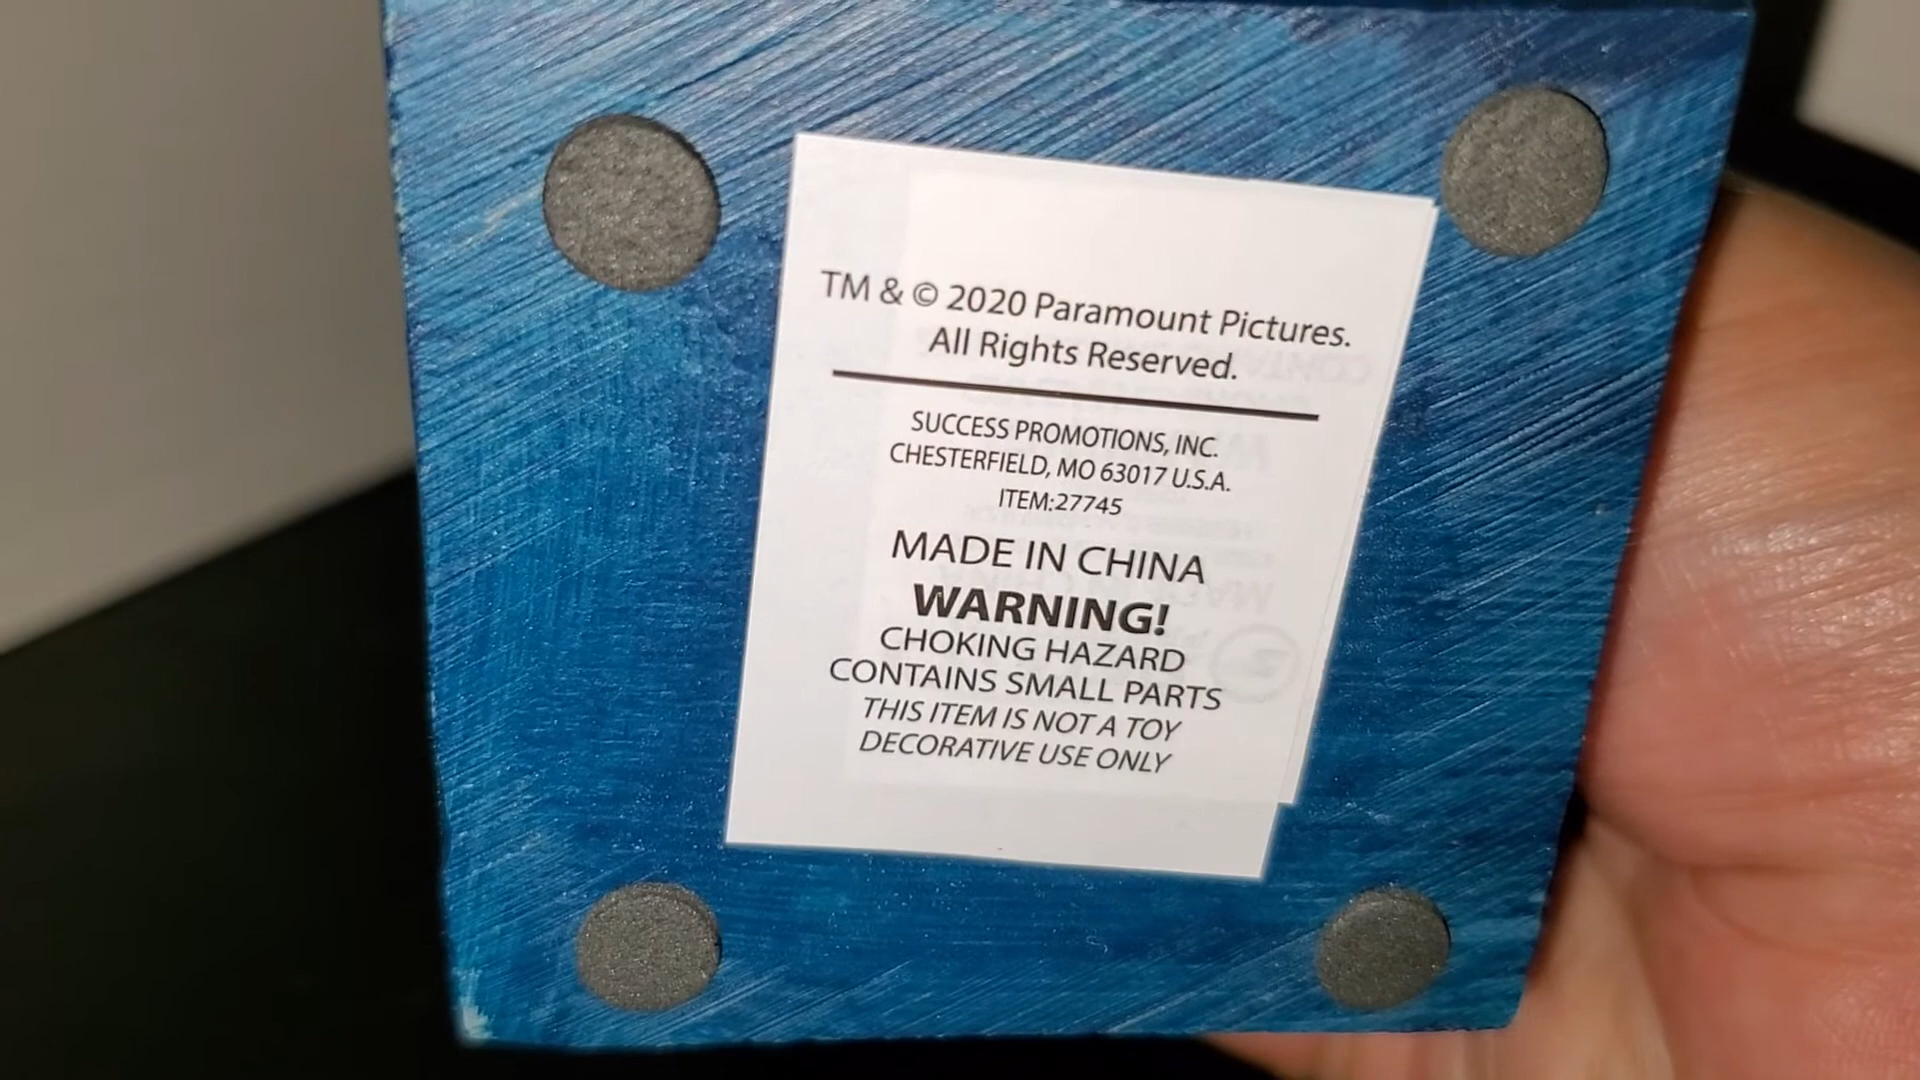 TM & © 2020 Paramount Pictures.
All Rights Reserved.
SUCCESS PROMOTIONS, INC.
CHESTERFIELD, MO 63017 U.S.A.
ITEM:27745
MADE IN CHINA
WARNING!
CHOKING HAZARD
CONTAINS SMALL PARTS
THIS ITEM IS NOT A TOY
DECORATIVE USE ONLY